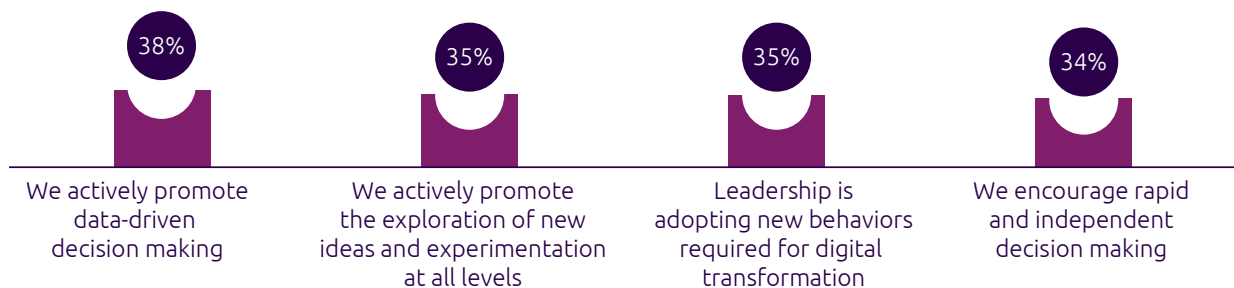 38%
35%
35%
34%
We actively promote
data-driven
decision making
We actively promote
the exploration of new
ideas and experimentation
at all levels
Leadership is
adopting new behaviors
required for digital
transformation
We encourage rapid
and independent
decision making